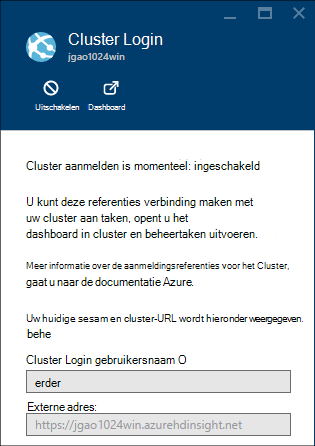 Cluster Login
jgao1024win
Uitschakelen Dashboard
Cluster aanmelden is momenteel: ingeschakeld
U kunt deze referenties verbinding maken met
uw cluster aan taken, opent u het
dashboard in cluster en beheertaken uitvoeren.
Meer informatie over de aanmeldingsreferenties voor het Cluster,
gaat u naar de documentatie Azure.
Uw huidige sesam en cluster-URL wordt hieronder weergegeven.
behe
Cluster Login gebruikersnaam O
erder
Externe adres:
https://jgao1024win.azurehdinsight.net